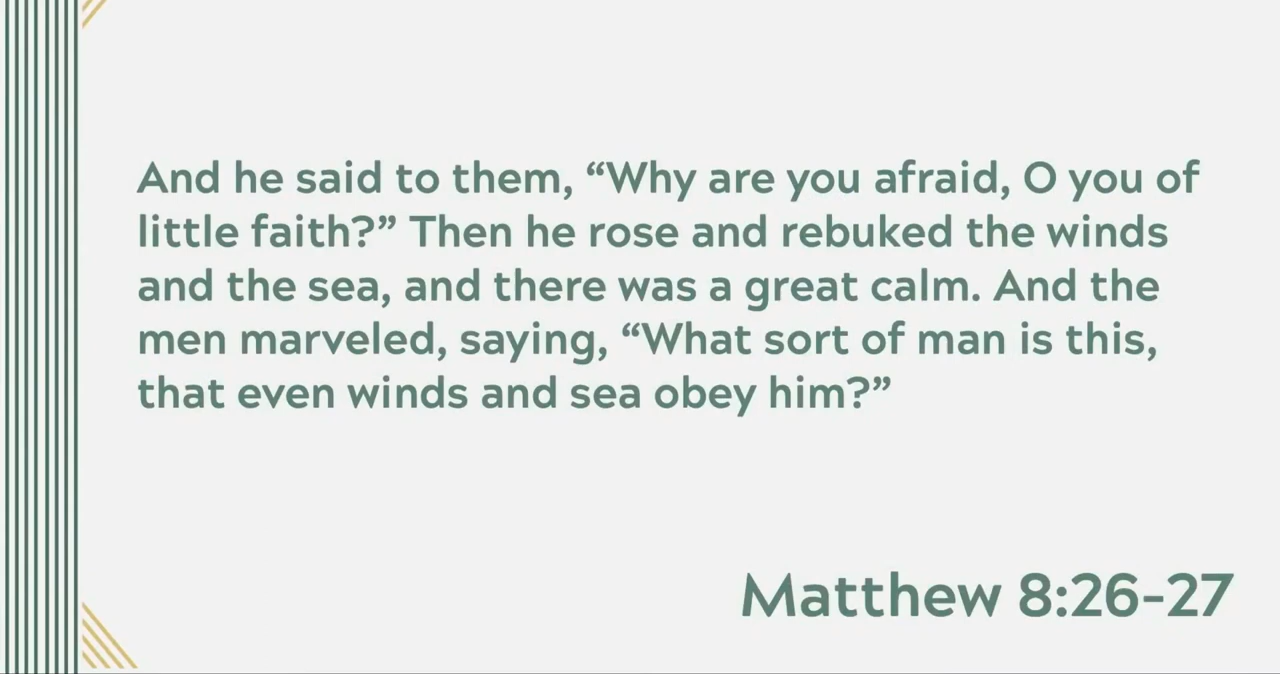 And he said to them, “Why are you afraid, O you of
little faith?” Then he rose and rebuked the winds
and the sea, and there was a great calm. And the
men marveled, saying, “What sort of man is this,
that even winds and sea obey him?”
Matthew 8:26-27